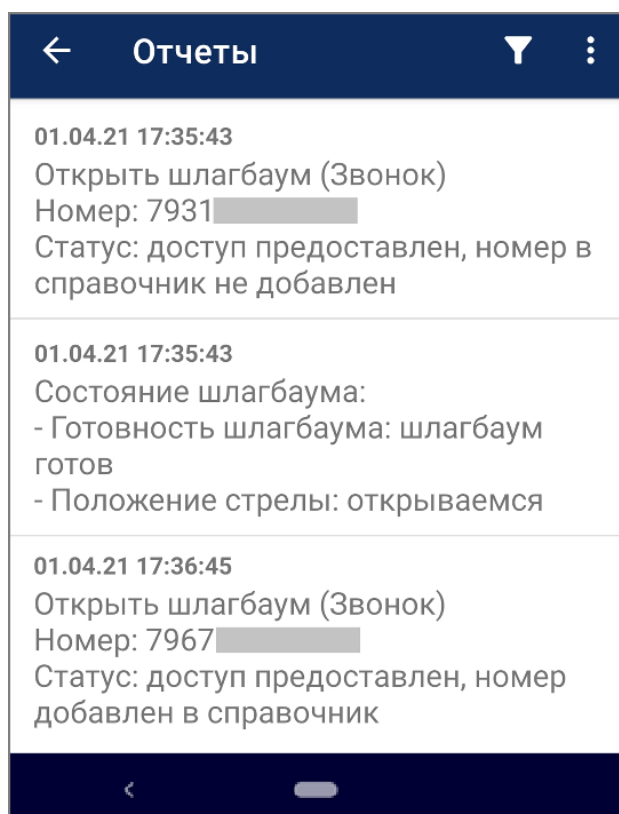 Отчеты
01.04.21 17:35:43
Открыть шлагбаум (Звонок)
Номер: 7931
Статус: доступ предоставлен, номер в
справочник не добавлен
01.04.21 17:35:43
Состояние шлагбаума:
- Готовность шлагбаума: шлагбаум
готов
- Положение стрелы: открываемся
01.04.21 17:36:45
Открыть шлагбаум (Звонок)
Номер: 7967
Статус: доступ предоставлен, номер
добавлен в справочник